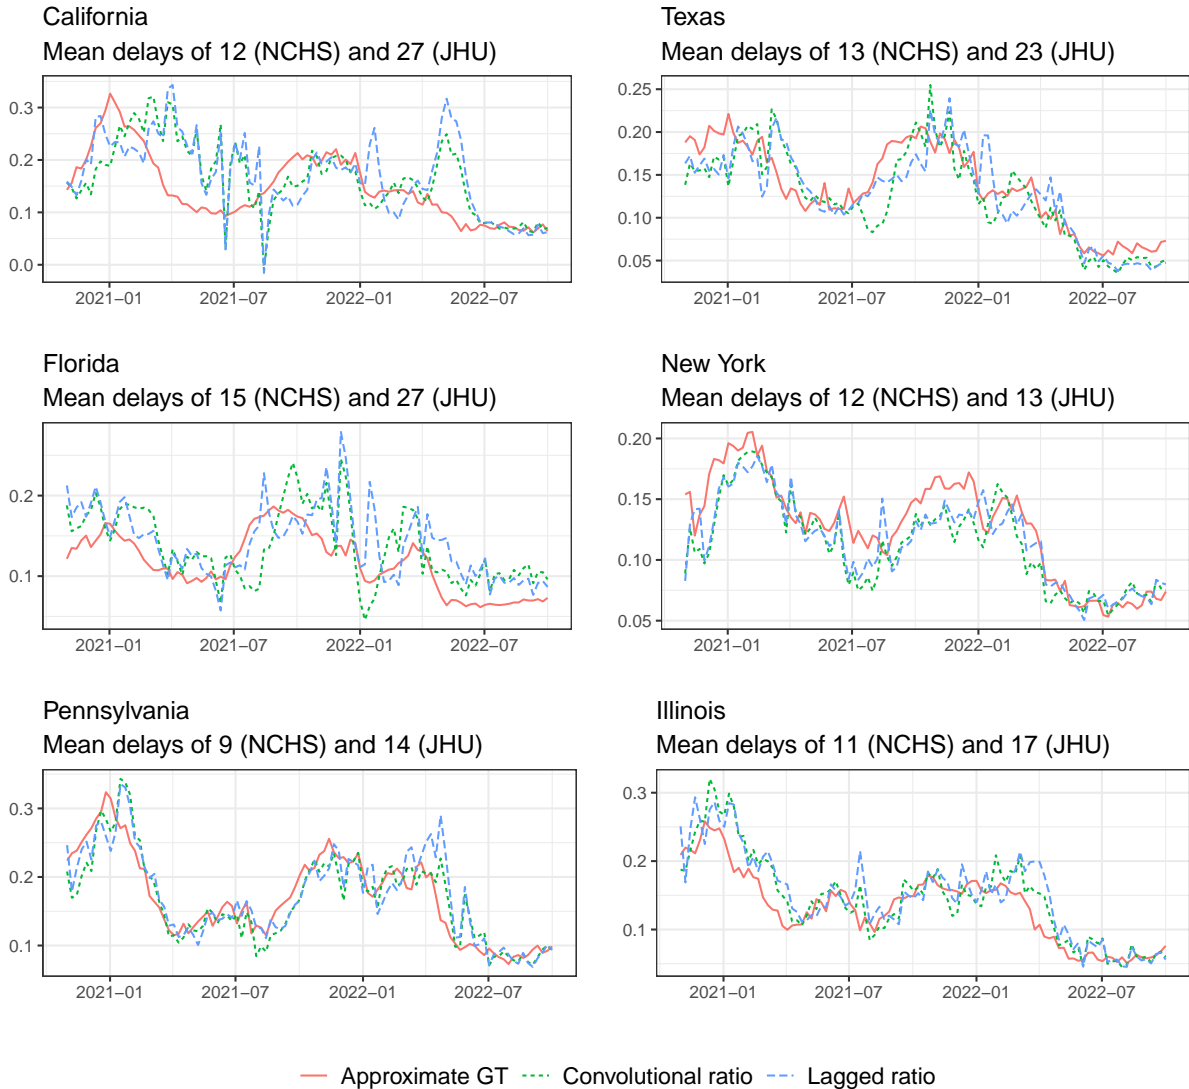 California
Mean delays of 12 (NCHS) and 27 (JHU)
0.3
0.2
0.1
0.0
2021−01 2021−07 2022−01 2022−07
Texas
Mean delays of 13 (NCHS) and 23 (JHU)
0.25
0.20
0.15
0.10
0.05
2021−01 2021−07 2022−01 2022−07
Florida
Mean delays of 15 (NCHS) and 27 (JHU)
0.2
0.1
2021−01 2021−07 2022−01 2022−07
New York
Mean delays of 12 (NCHS) and 13 (JHU)
0.20
0.15
0.10
0.05
2021−01 2021−07 2022−01 2022−07
Pennsylvania
Mean delays of 9 (NCHS) and 14 (JHU)
0.3
0.2
0.1
2021−01 2021−07 2022−01 2022−07
Illinois
Mean delays of 11 (NCHS) and 17 (JHU)
0.3
0.2
0.1
2021−01 2021−07 2022−01 2022−07
Approximate GT Convolutional ratio Lagged ratio